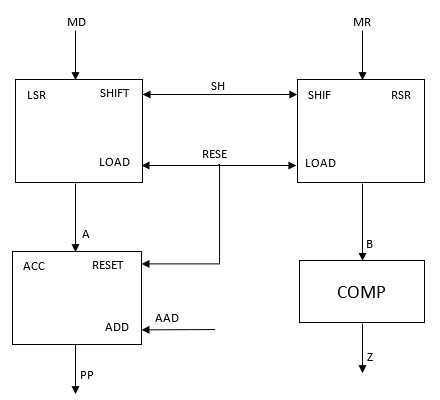 MD
MR
LSR
SHIFT
SH
SHIF
RSR
LOAD
RESE
LOAD
A
B
ACC
RESET
COMP
ADD
AAD
PP
Z